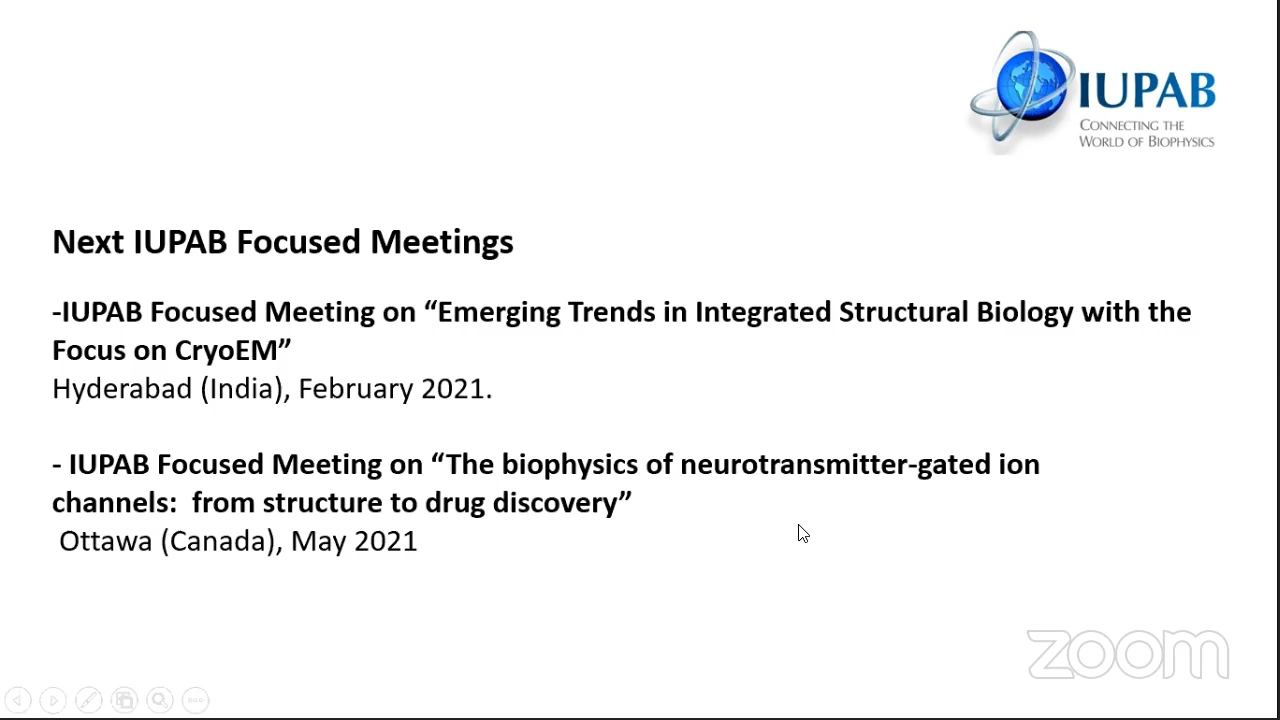 IUPAB
CONNECTING THE
WORLD OF BIOPHYSICS
Next IUPAB Focused Meetings
-IUPAB Focused Meeting on “Emerging Trends in Integrated Structural Biology with the
Focus on CryoEM”
Hyderabad (India), February 2021.
- IUPAB Focused Meeting on “The biophysics of neurotransmitter-gated ion
channels:  from structure to drug discovery”
Ottawa (Canada), May 2021
zoom